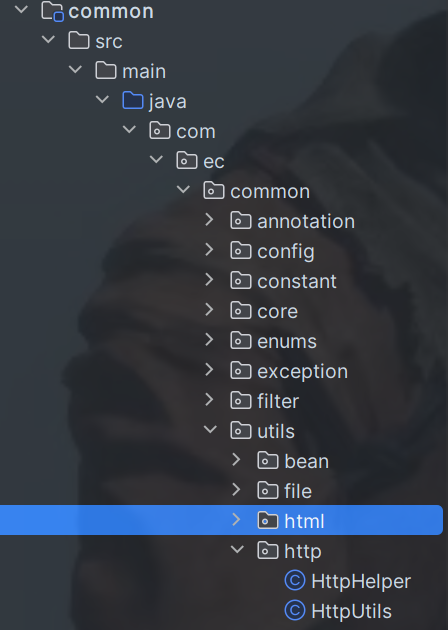 common
src
main
java
com
ec
common
annotation
config
constant
core
enums
exception
filter
utils
bean
file
html
http
HttpHelper
HttpUtils